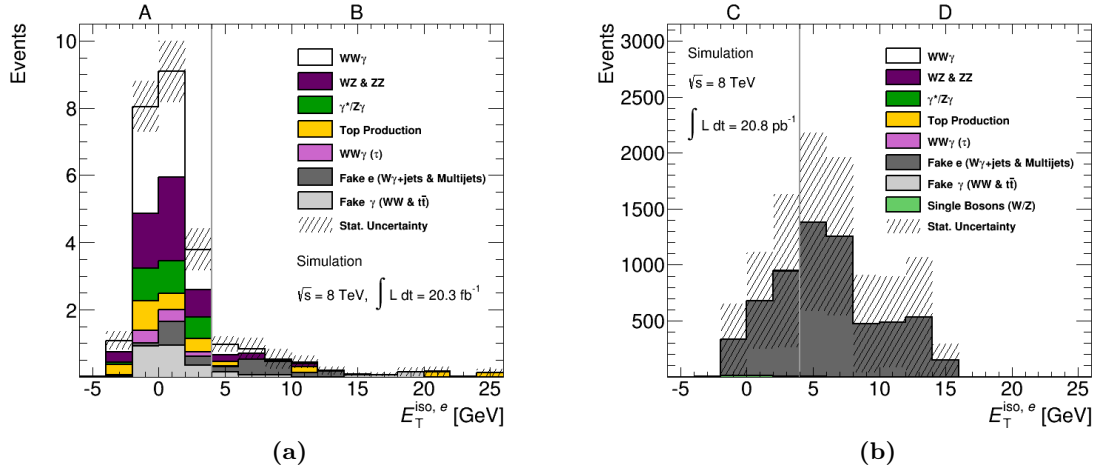 A B
Events
10
8
6
4
2
WWγ
WZ & ZZ
γ*/Zγ
Top Production
WWγ (τ)
Fake e (Wγ+jets & Multijets)
Fake γ (WW & tt̄)
Stat. Uncertainty
Simulation
√s = 8 TeV, ∫ L dt = 20.3 fb⁻¹
-5 0 5 10 15 20 25
E_T^{iso, e} [GeV]
(a)
C D
Events
3000
2500
2000
1500
1000
500
Simulation
√s = 8 TeV
∫ L dt = 20.8 pb⁻¹
WWγ
WZ & ZZ
γ*/Zγ
Top Production
WWγ (τ)
Fake e (Wγ+jets & Multijets)
Fake γ (WW & tt̄)
Single Bosons (W/Z)
Stat. Uncertainty
-5 0 5 10 15 20 25
E_T^{iso, e} [GeV]
(b)